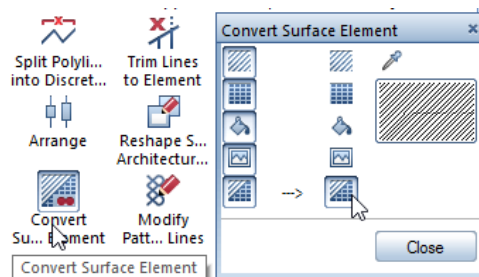 Split Polyli... Trim Lines
into Discret... to Element
Arrange Reshape S...
Architectur...
Convert Modify
Su... Element Patt... Lines
Convert Surface Element
Convert Surface Element ×
-->
Close